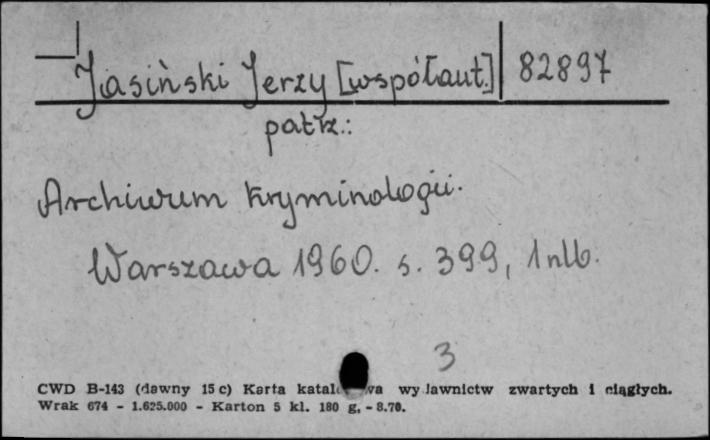 Jasiński Jerzy [współaut.] 82897
patrz.:
Archiwum Kryminologii.
Warszawa 1960. s. 399, 1 nlb.
3
CWD B-143 (dawny 15 c) Karta wydawnictw zwartych i ciągłych.
Wrak 674 - 1.625.000 - Karton 5 kl. 180 g, - 8.70.